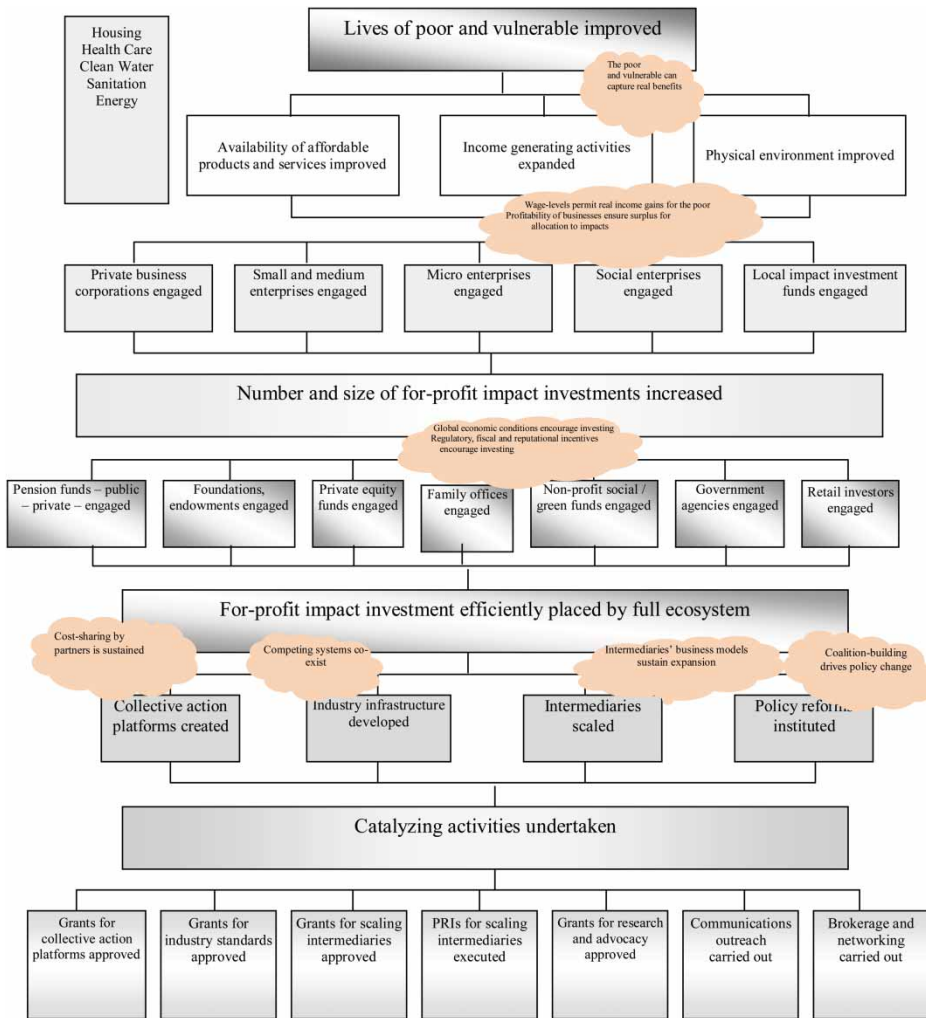 Housing
Health Care
Clean Water
Sanitation
Energy
Lives of poor and vulnerable improved
The poor
and vulnerable can
capture real benefits
Availability of affordable
products and services improved
Income generating activities
expanded
Physical environment improved
Wage-levels permit real income gains for the poor
Profitability of businesses ensure surplus for
allocation to impacts
Private business
corporations engaged
Small and medium
enterprises engaged
Micro enterprises
engaged
Social enterprises
engaged
Local impact investment
funds engaged
Number and size of for-profit impact investments increased
Global economic conditions encourage investing
Regulatory, fiscal and reputational incentives
encourage investing
Pension funds – public
– private – engaged
Foundations,
endowments engaged
Private equity
funds engaged
Family offices
engaged
Non-profit social /
green funds engaged
Government
agencies engaged
Retail investors
engaged
For-profit impact investment efficiently placed by full ecosystem
Cost-sharing by
partners is sustained
Competing systems co-
exist
Intermediaries’ business models
sustain expansion
Coalition-building
drives policy change
Collective action
platforms created
Industry infrastructure
developed
Intermediaries
scaled
Policy reforms
instituted
Catalyzing activities undertaken
Grants for
collective action
platforms approved
Grants for
industry standards
approved
Grants for scaling
intermediaries
approved
PRIs for scaling
intermediaries
executed
Grants for research
and advocacy
approved
Communications
outreach
carried out
Brokerage and
networking
carried out